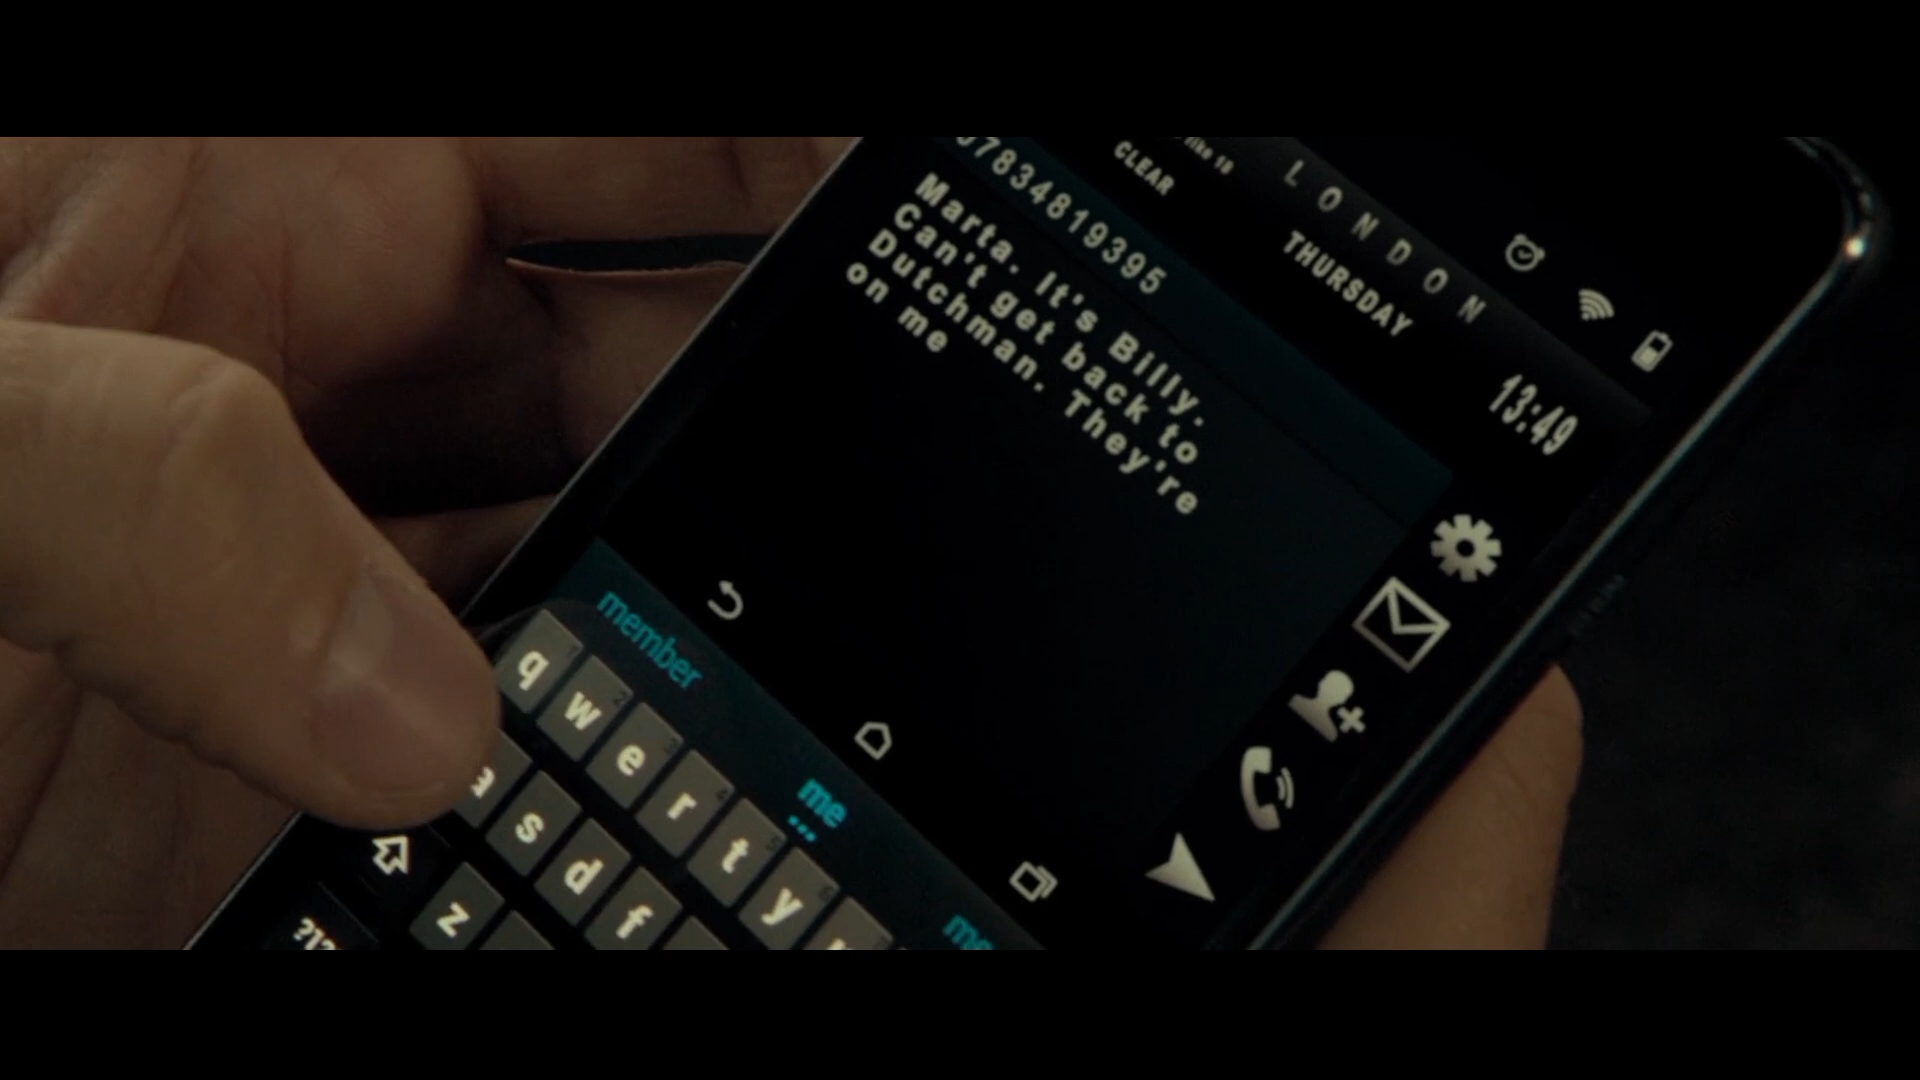 LONDON
THURSDAY
13:49
CLEAR
07834819395
Marta. It's Billy.
Can't get back to
Dutchman. They're
on me
member
me
me
q w e r t y
a s d f
z